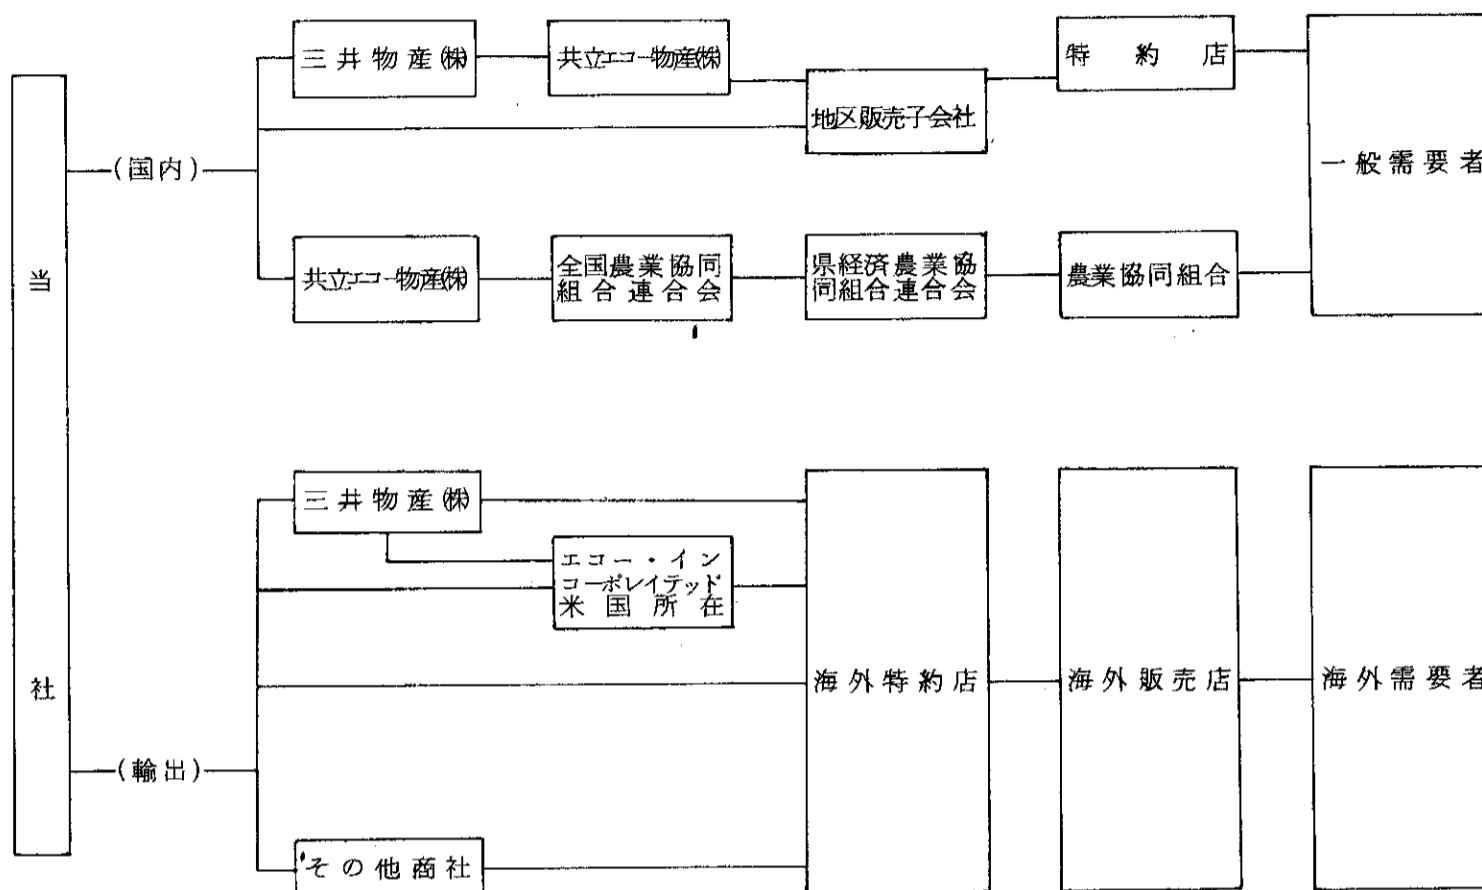 三井物産(株)
共立エコー物産(株)
特約店
地区販売子会社
(国内)
一般需要者
共立エコー物産(株)
全国農業協同
組合連合会
県経済農業協
同組合連合会
農業協同組合
当社
三井物産(株)
エコー・イン
コーポレイテッド
米国所在
海外特約店
海外販売店
海外需要者
(輸出)
その他商社